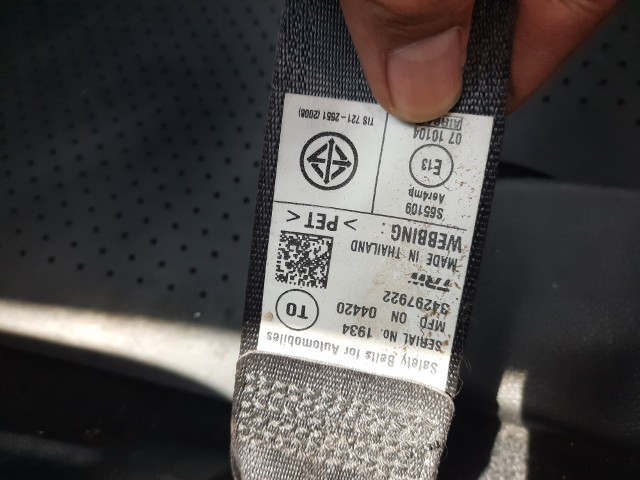 Safety Belts for Automobiles
SERIAL No. 1934
MFD ON 04420
34297922
TO
TRW
MADE IN THAILAND
WEBBING:
> PET <
S65109
Aer4mp
E13
07 10104
TIS 721-2551 (2008)